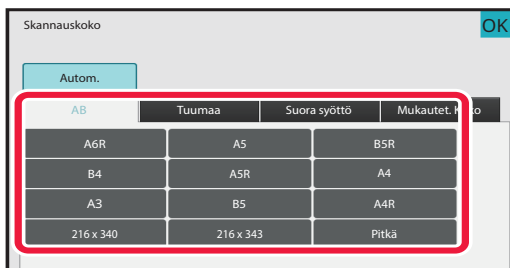 Skannauskoko OK
Autom.
AB Tuumaa Suora syöttö Mukautet. Koko
A6R A5 B5R
B4 A5R A4
A3 B5 A4R
216 x 340 216 x 343 Pitkä